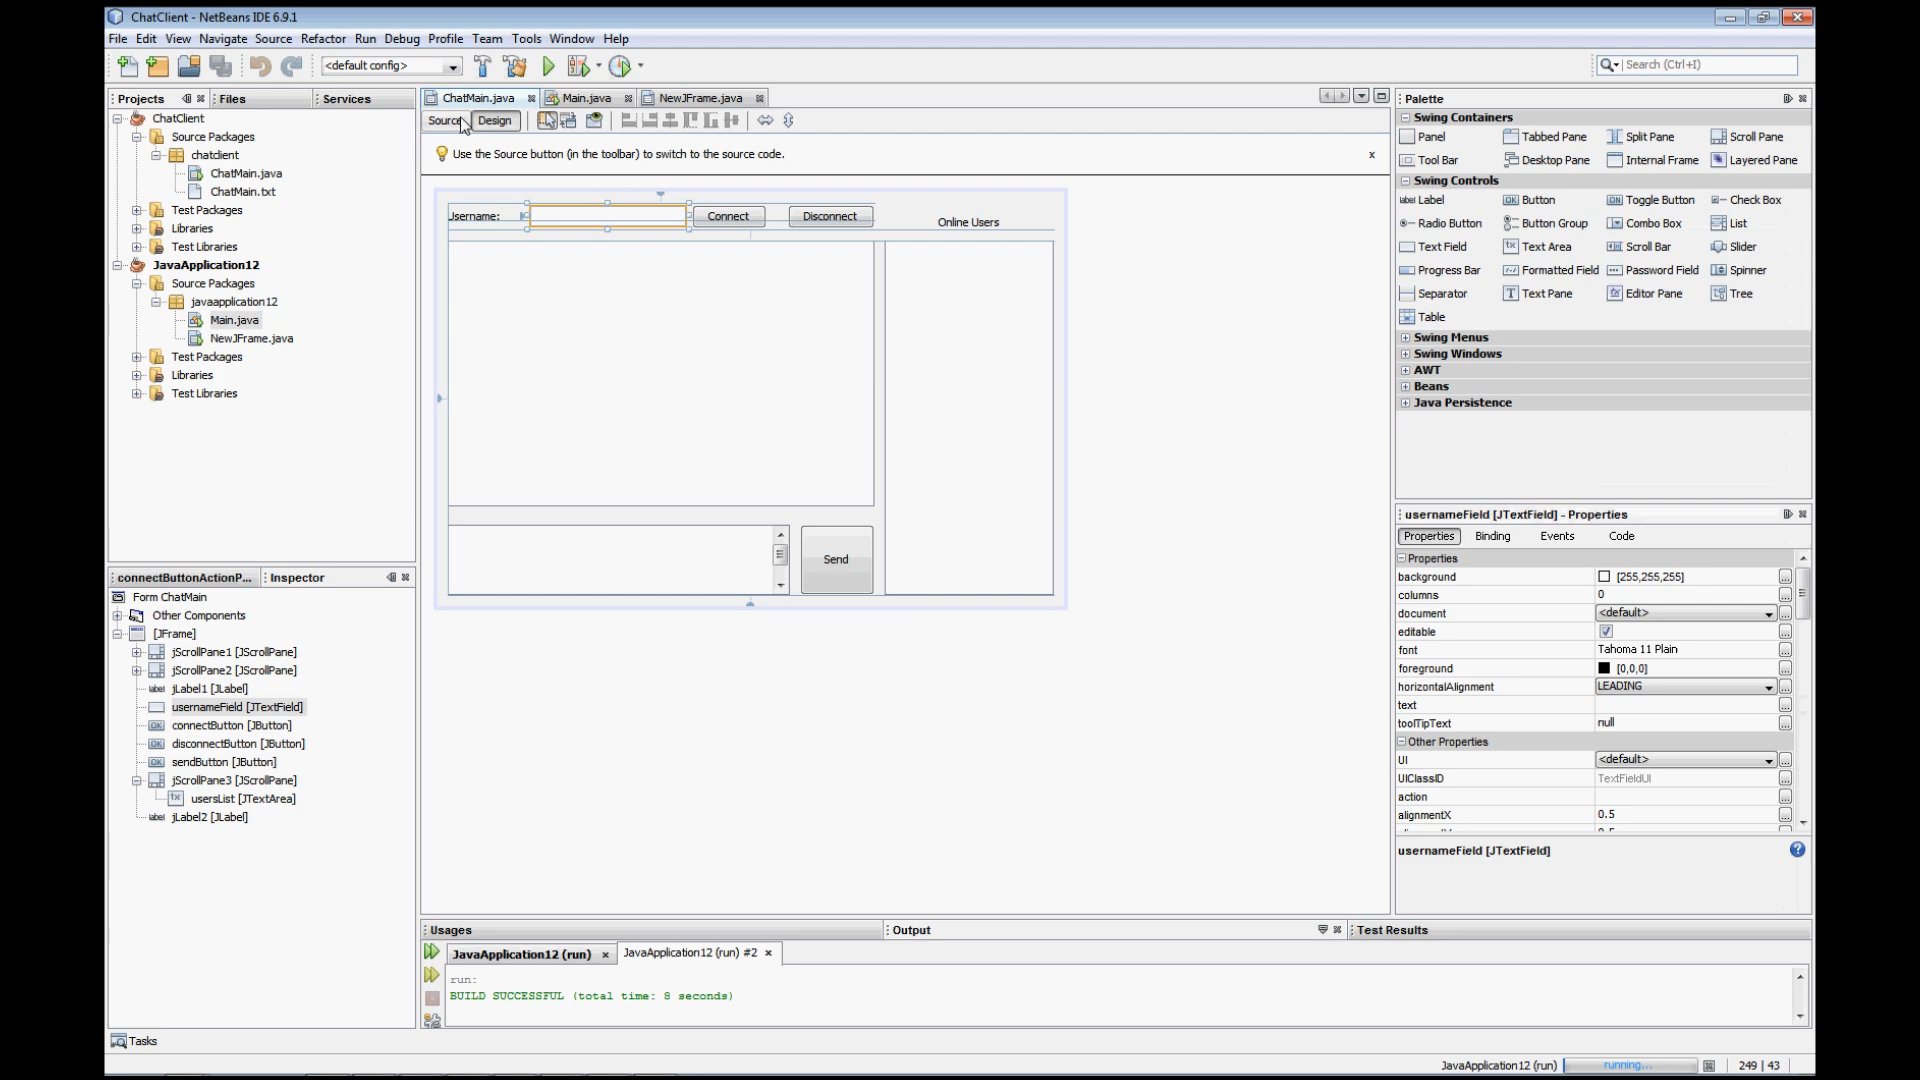 ChatClient - NetBeans IDE 6.9.1
File Edit View Navigate Source Refactor Run Debug Profile Team Tools Window Help
<default config>
Search (Ctrl+I)
Projects Files Services
ChatClient
Source Packages
chatclient
ChatMain.java
ChatMain.txt
Test Packages
Libraries
Test Libraries
JavaApplication12
Source Packages
javaapplication12
Main.java
NewJFrame.java
Test Packages
Libraries
Test Libraries
connectButtonActionP... Inspector
Form ChatMain
Other Components
[JFrame]
jScrollPane1 [JScrollPane]
jScrollPane2 [JScrollPane]
jLabel1 [JLabel]
usernameField [JTextField]
connectButton [JButton]
disconnectButton [JButton]
sendButton [JButton]
jScrollPane3 [JScrollPane]
usersList [JTextArea]
jLabel2 [JLabel]
ChatMain.java Main.java NewJFrame.java
Source Design
Use the Source button (in the toolbar) to switch to the source code. x
Username: Connect Disconnect Online Users
Send
Palette
Swing Containers
Panel Tabbed Pane Split Pane Scroll Pane
Tool Bar Desktop Pane Internal Frame Layered Pane
Swing Controls
label Label OK Button ON Toggle Button Check Box
Radio Button Button Group Combo Box List
Text Field Text Area Scroll Bar Slider
Progress Bar Formatted Field Password Field Spinner
Separator Text Pane Editor Pane Tree
Table
Swing Menus
Swing Windows
AWT
Beans
Java Persistence
usernameField [JTextField] - Properties
Properties Binding Events Code
Properties
background [255,255,255] ...
columns 0 ...
document <default> ...
editable ...
font Tahoma 11 Plain ...
foreground [0,0,0] ...
horizontalAlignment LEADING ...
text ...
toolTipText null ...
Other Properties
UI <default> ...
UIClassID TextFieldUI ...
action ...
alignmentX 0.5 ...
usernameField [JTextField]
Usages Output Test Results
JavaApplication12 (run) JavaApplication12 (run) #2
run:
BUILD SUCCESSFUL (total time: 8 seconds)
Tasks
JavaApplication12 (run) running... 249 | 43